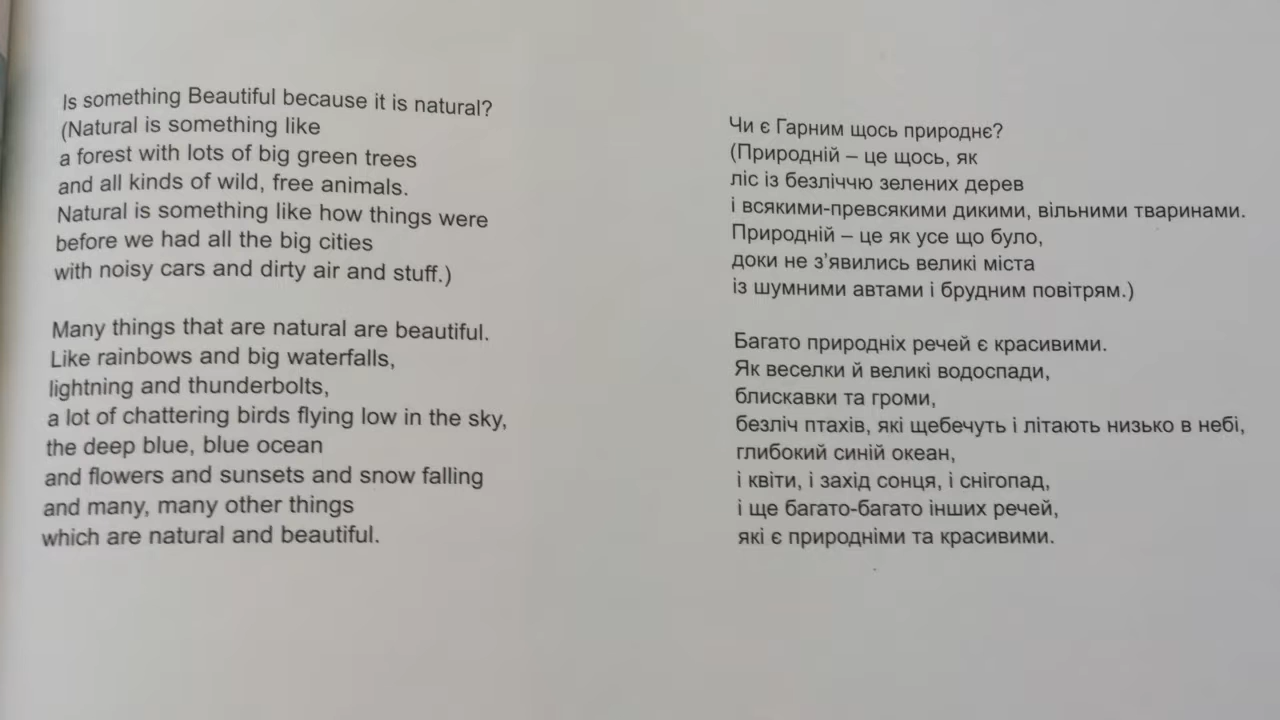 Is something Beautiful because it is natural?
(Natural is something like
a forest with lots of big green trees
and all kinds of wild, free animals.
Natural is something like how things were
before we had all the big cities
with noisy cars and dirty air and stuff.)
Many things that are natural are beautiful.
Like rainbows and big waterfalls,
lightning and thunderbolts,
a lot of chattering birds flying low in the sky,
the deep blue, blue ocean
and flowers and sunsets and snow falling
and many, many other things
which are natural and beautiful.
Чи є Гарним щось природнє?
(Природній – це щось, як
ліс із безліччю зелених дерев
і всякими-превсякими дикими, вільними тваринами.
Природній – це як усе що було,
доки не з’явились великі міста
із шумними автами і брудним повітрям.)
Багато природніх речей є красивими.
Як веселки й великі водоспади,
блискавки та громи,
безліч птахів, які щебечуть і літають низько в небі,
глибокий синій океан,
і квіти, і захід сонця, і снігопад,
і ще багато-багато інших речей,
які є природніми та красивими.